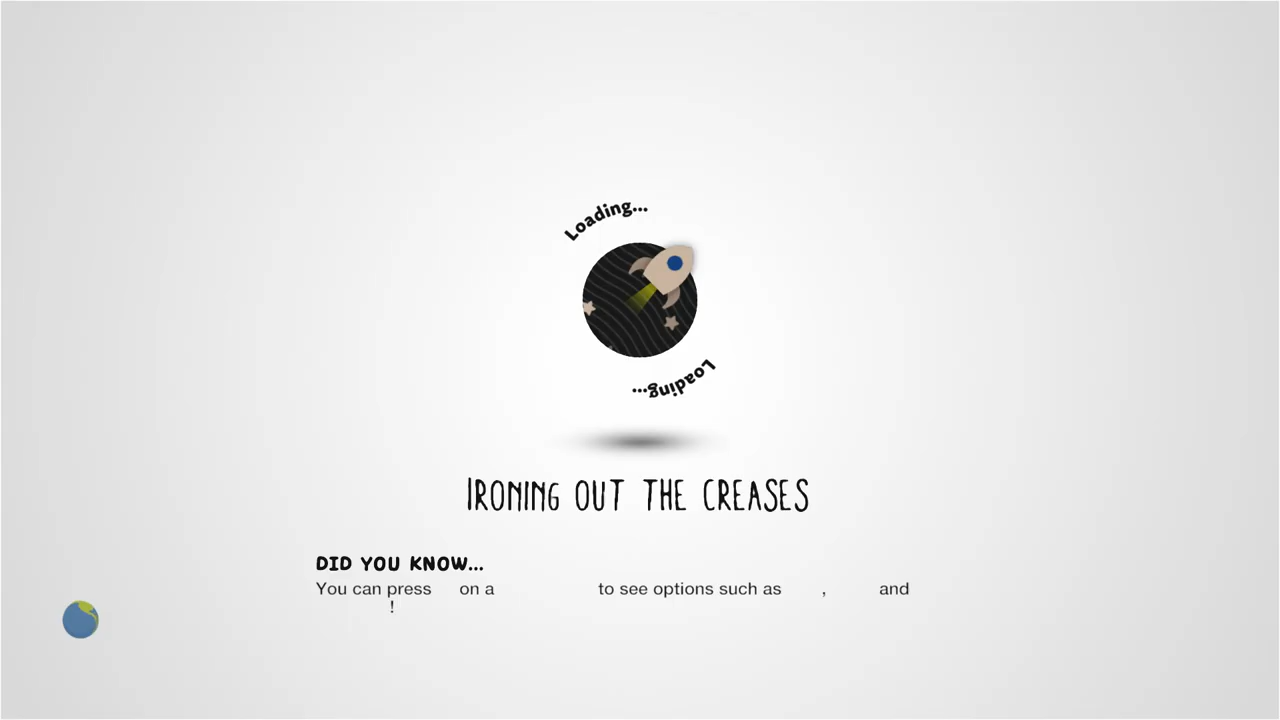 Loading...
Loading...
IRONING OUT THE CREASES
DID YOU KNOW...
You can press on a to see options such as , and
!